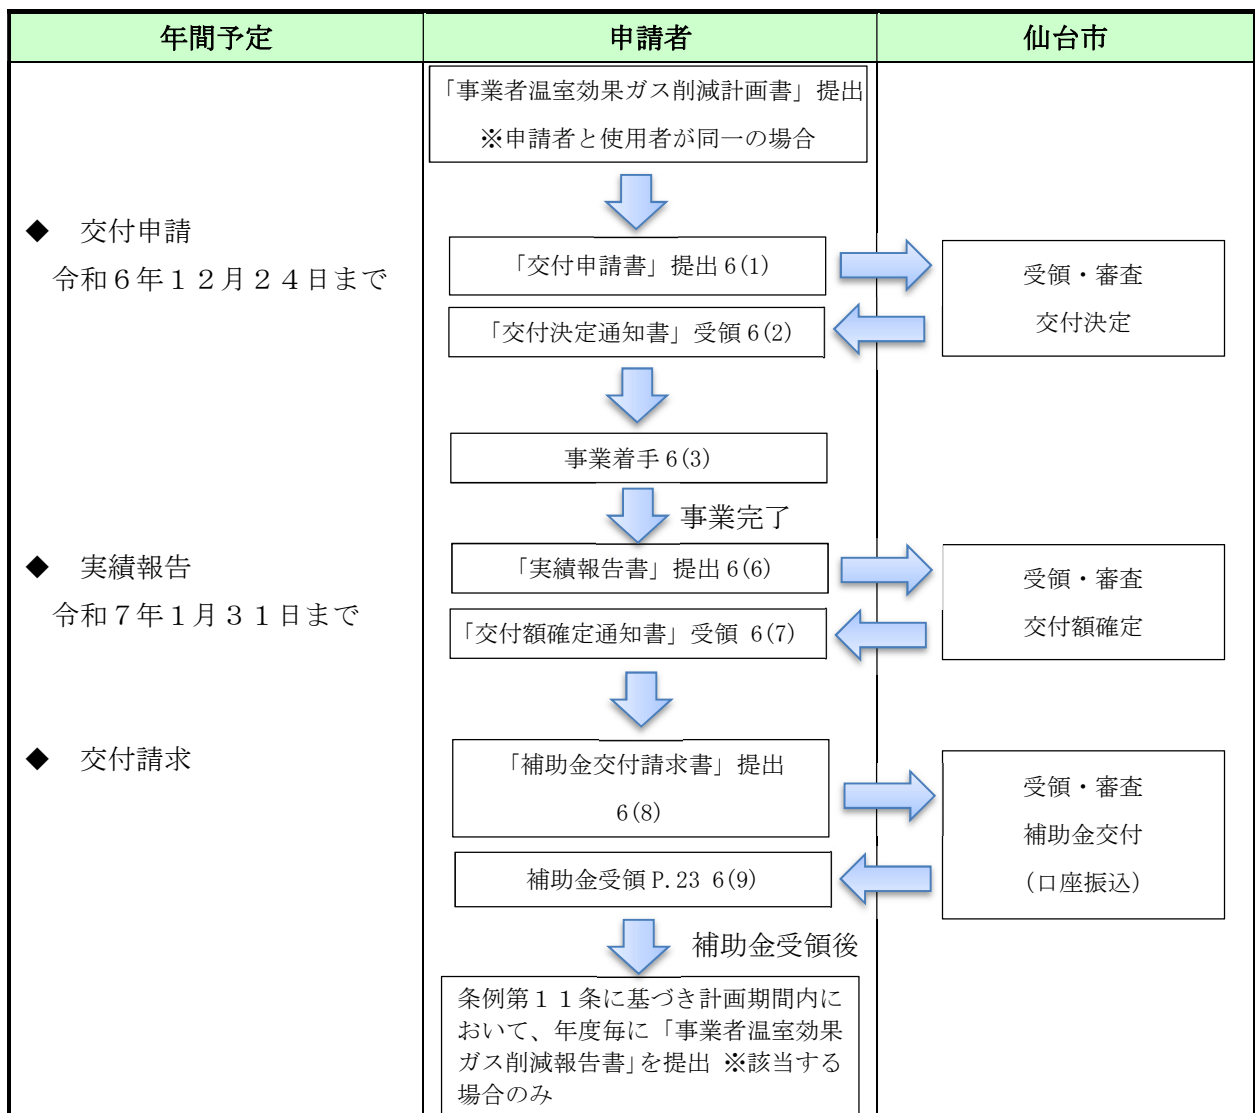 年間予定
申請者
仙台市
「事業者温室効果ガス削減計画書」提出
※申請者と使用者が同一の場合
◆ 交付申請
令和6年12月24日まで
「交付申請書」提出 6(1)
受領・審査
交付決定
「交付決定通知書」受領 6(2)
事業着手 6(3)
事業完了
◆ 実績報告
令和7年1月31日まで
「実績報告書」提出 6(6)
受領・審査
交付額確定
「交付額確定通知書」受領 6(7)
◆ 交付請求
「補助金交付請求書」提出
6(8)
受領・審査
補助金交付
(口座振込)
補助金受領 P.23 6(9)
補助金受領後
条例第11条に基づき計画期間内に
おいて、年度毎に「事業者温室効果
ガス削減報告書」を提出 ※該当する
場合のみ